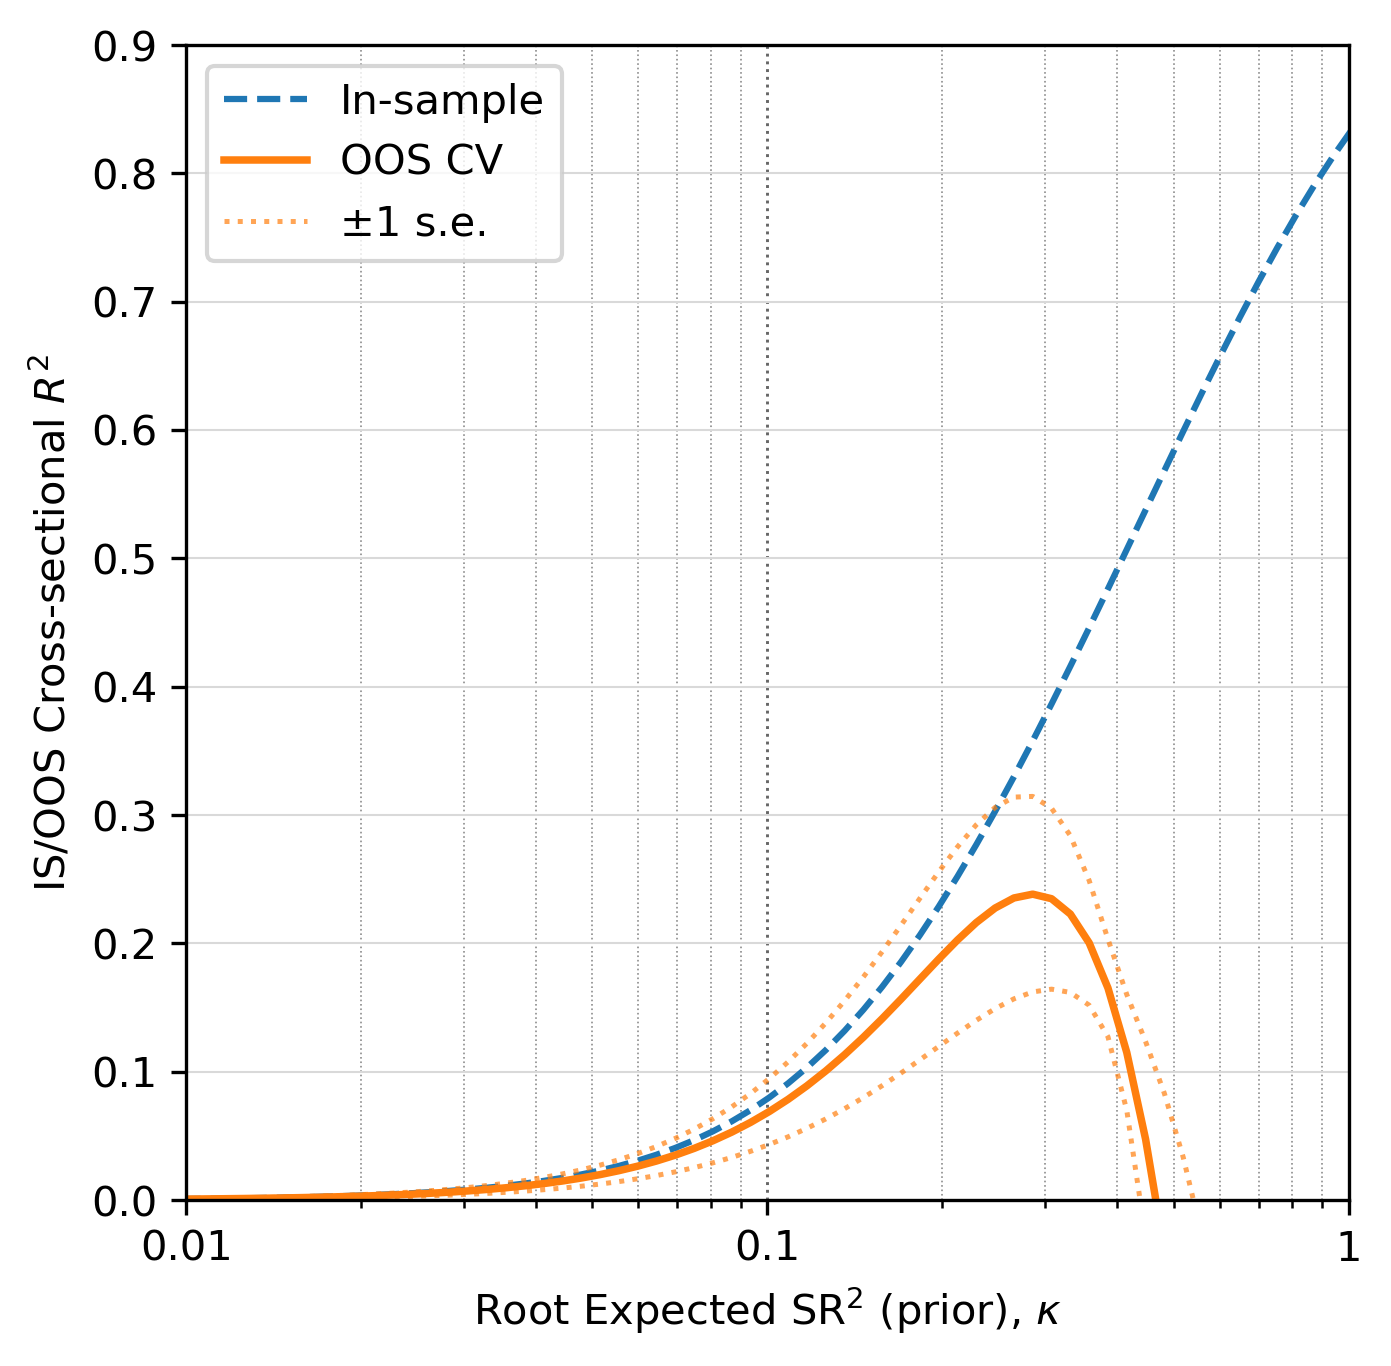 In-sample
OOS CV
±1 s.e.
IS/OOS Cross-sectional R²
0.9
0.8
0.7
0.6
0.5
0.4
0.3
0.2
0.1
0.0
0.01
0.1
1
Root Expected SR² (prior), κ